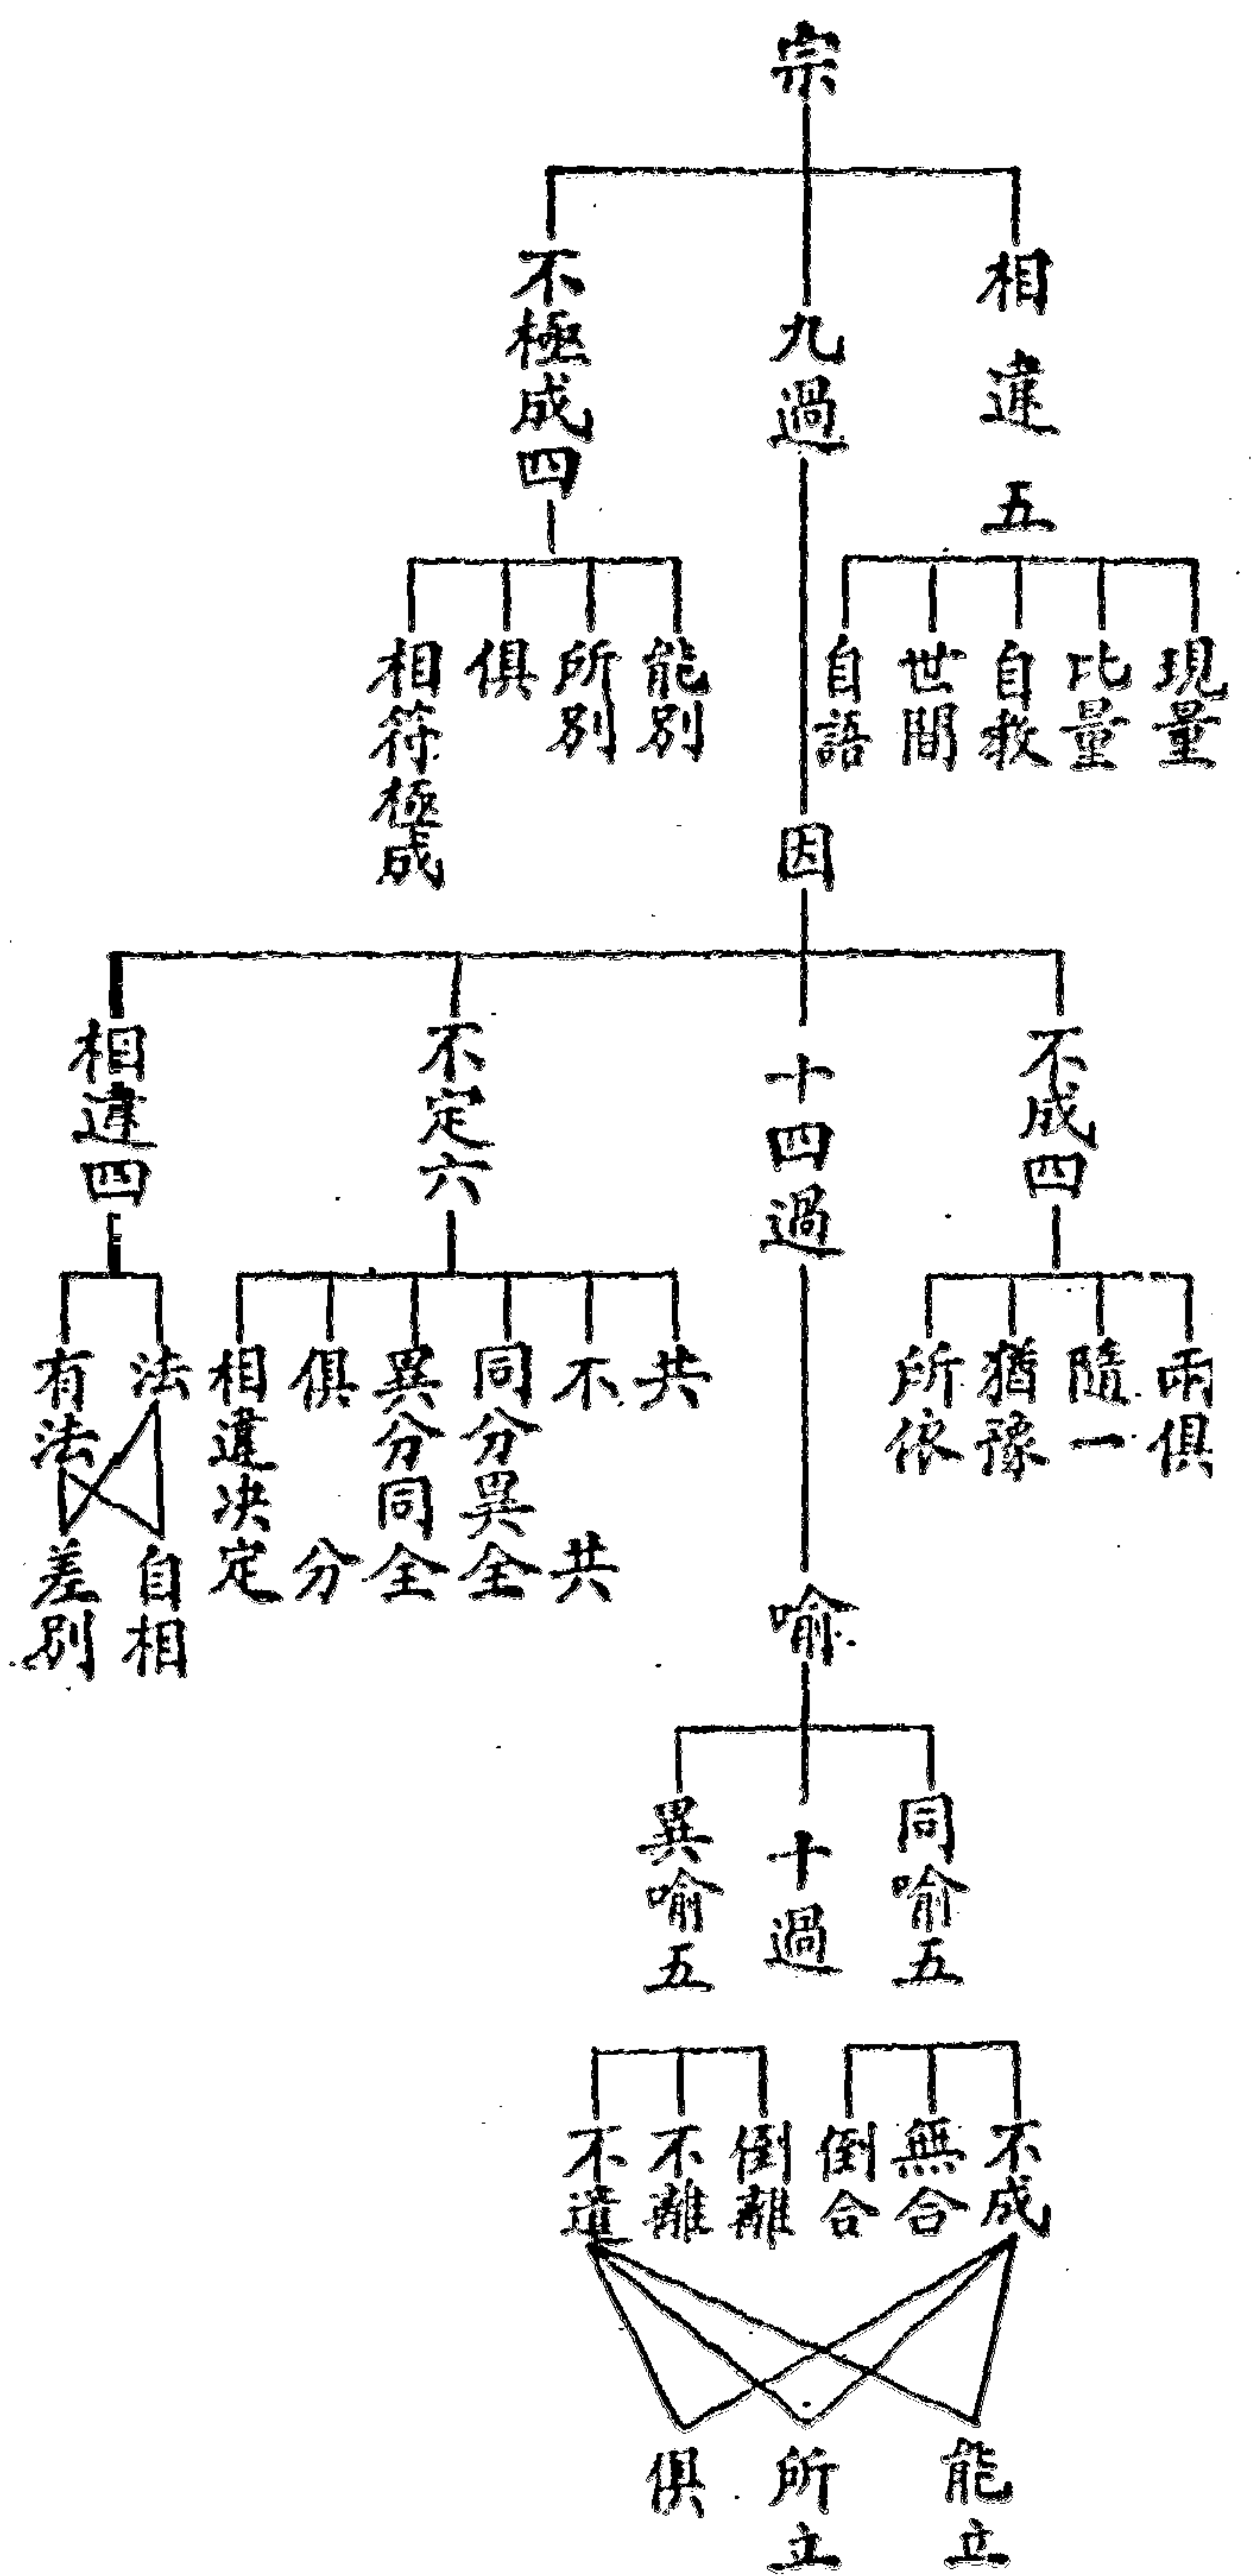 宗
九過
相違五
現量
比量
自教
世間
自語
不極成四
能別
所別
俱
相符極成
因
十四過
不成四
兩俱
隨一
猶豫
所依
不定六
共
不共
同分異全
異分同全
俱分
相違決定
相違四
法
有法
自相
差別
喻
十過
同喻五
不成
無合
倒合
異喻五
倒離
不離
不遣
能立
所立
俱